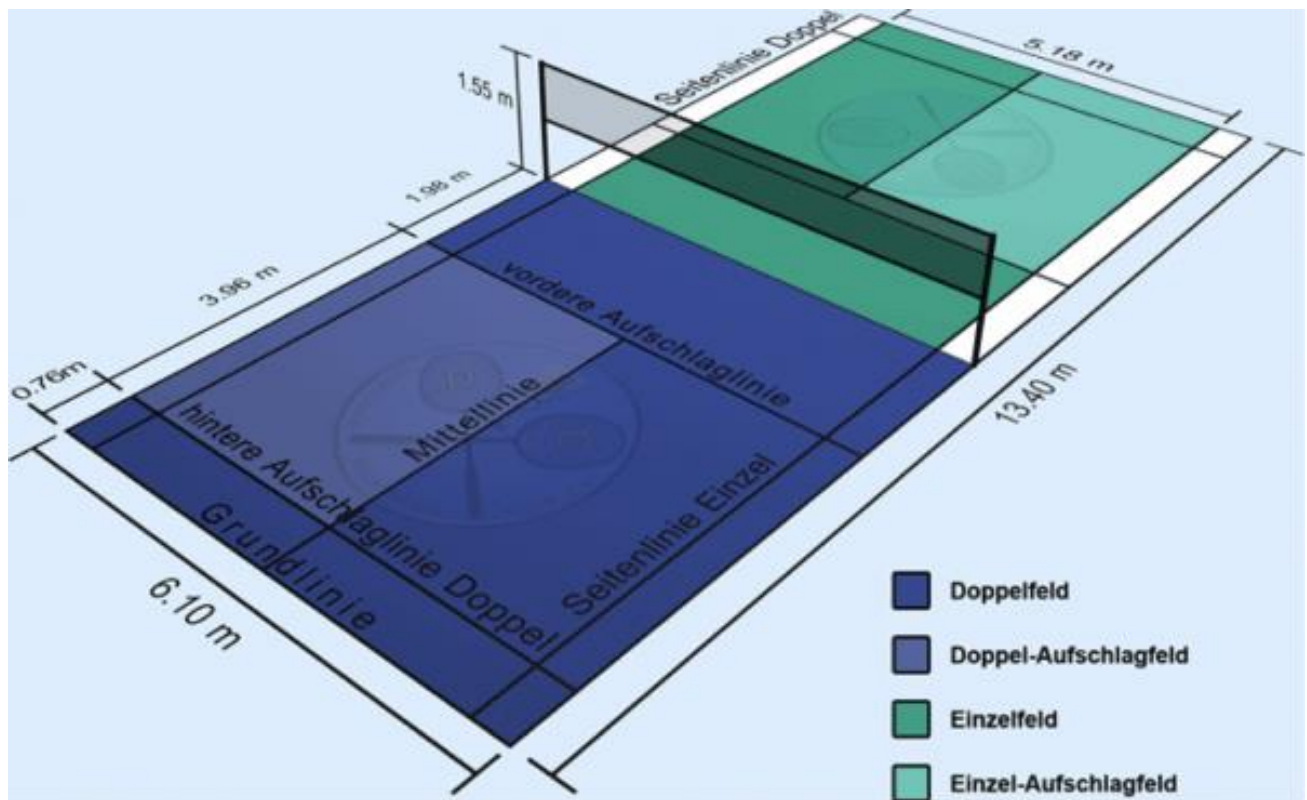 Seitenlinie Doppel
5.18 m
1.55 m
1.98 m
3.96 m
0.76m
13.40 m
vordere Aufschlaglinie
Mittellinie
hintere Aufschlaglinie Doppel
Seitenlinie Einzel
Grundlinie
6.10 m
Doppelfeld
Doppel-Aufschlagfeld
Einzelfeld
Einzel-Aufschlagfeld